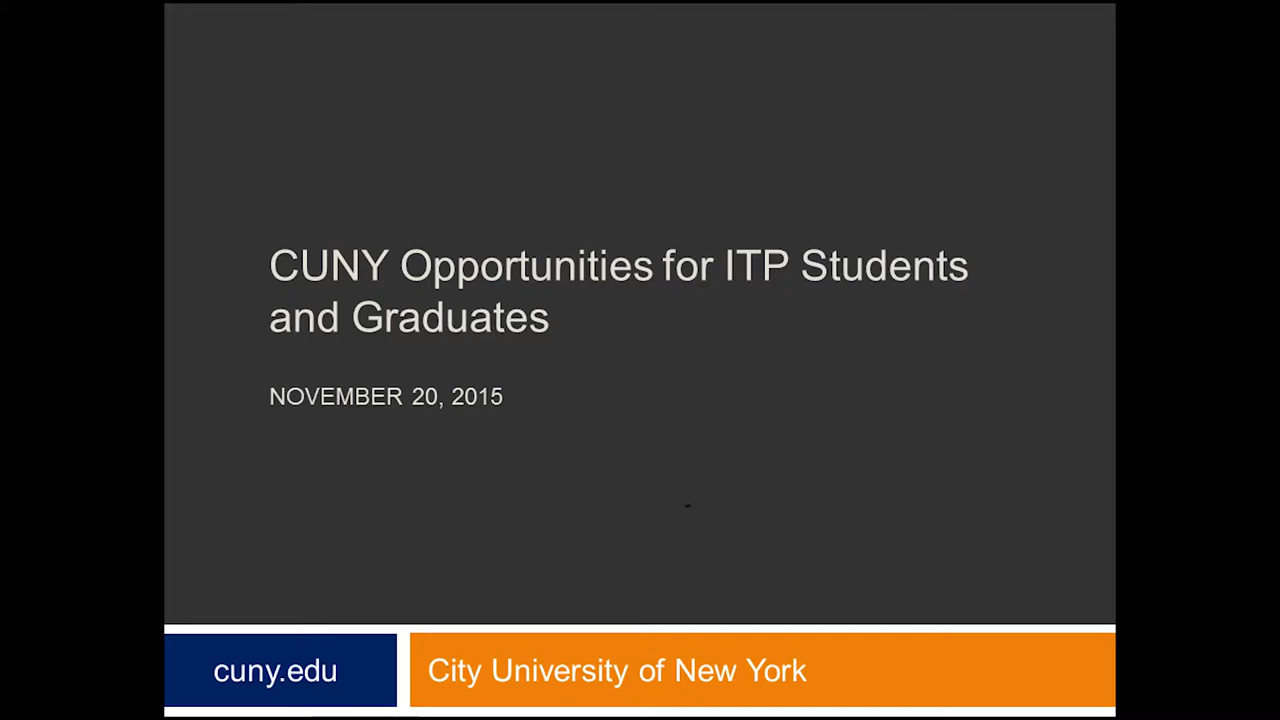 CUNY Opportunities for ITP Students
and Graduates
NOVEMBER 20, 2015
cuny.edu
City University of New York